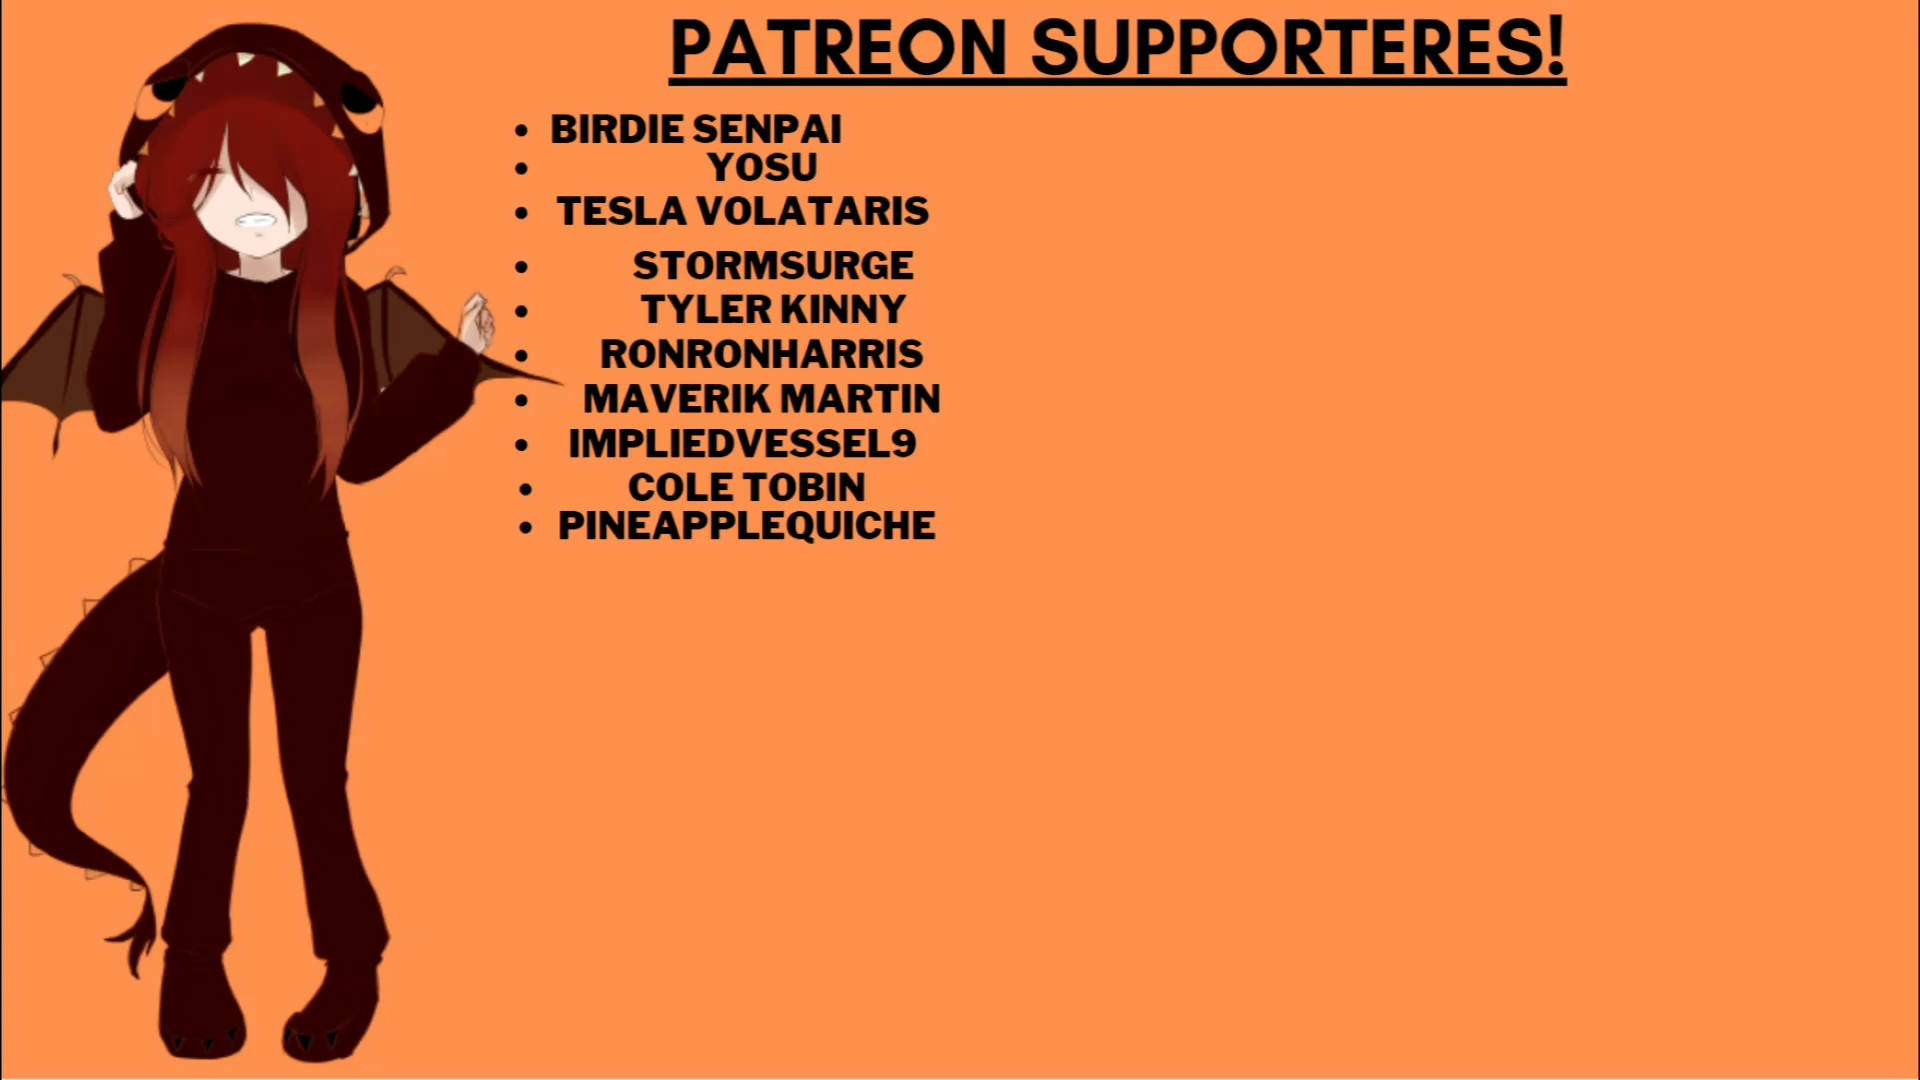 PATREON SUPPORTERES!
• BIRDIE SENPAI
• YOSU
• TESLA VOLATARIS
• STORMSURGE
• TYLER KINNY
• RONRONHARRIS
• MAVERIK MARTIN
• IMPLIEDVESSEL9
• COLE TOBIN
• PINEAPPLEQUICHE